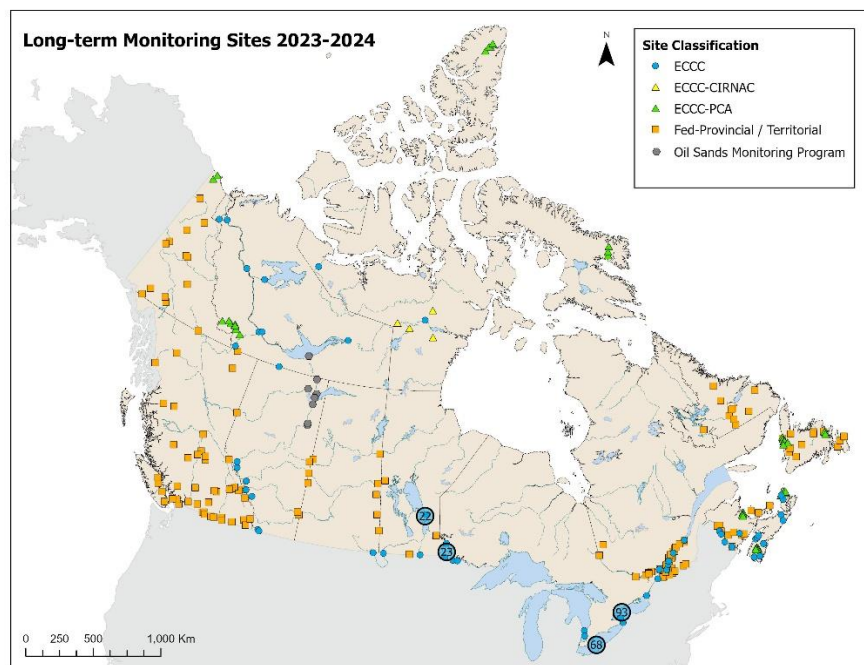 Long-term Monitoring Sites 2023-2024
N
Site Classification
ECCC
ECCC-CIRNAC
ECCC-PCA
Fed-Provincial / Territorial
Oil Sands Monitoring Program
22
23
93
68
0 250 500 1,000 Km